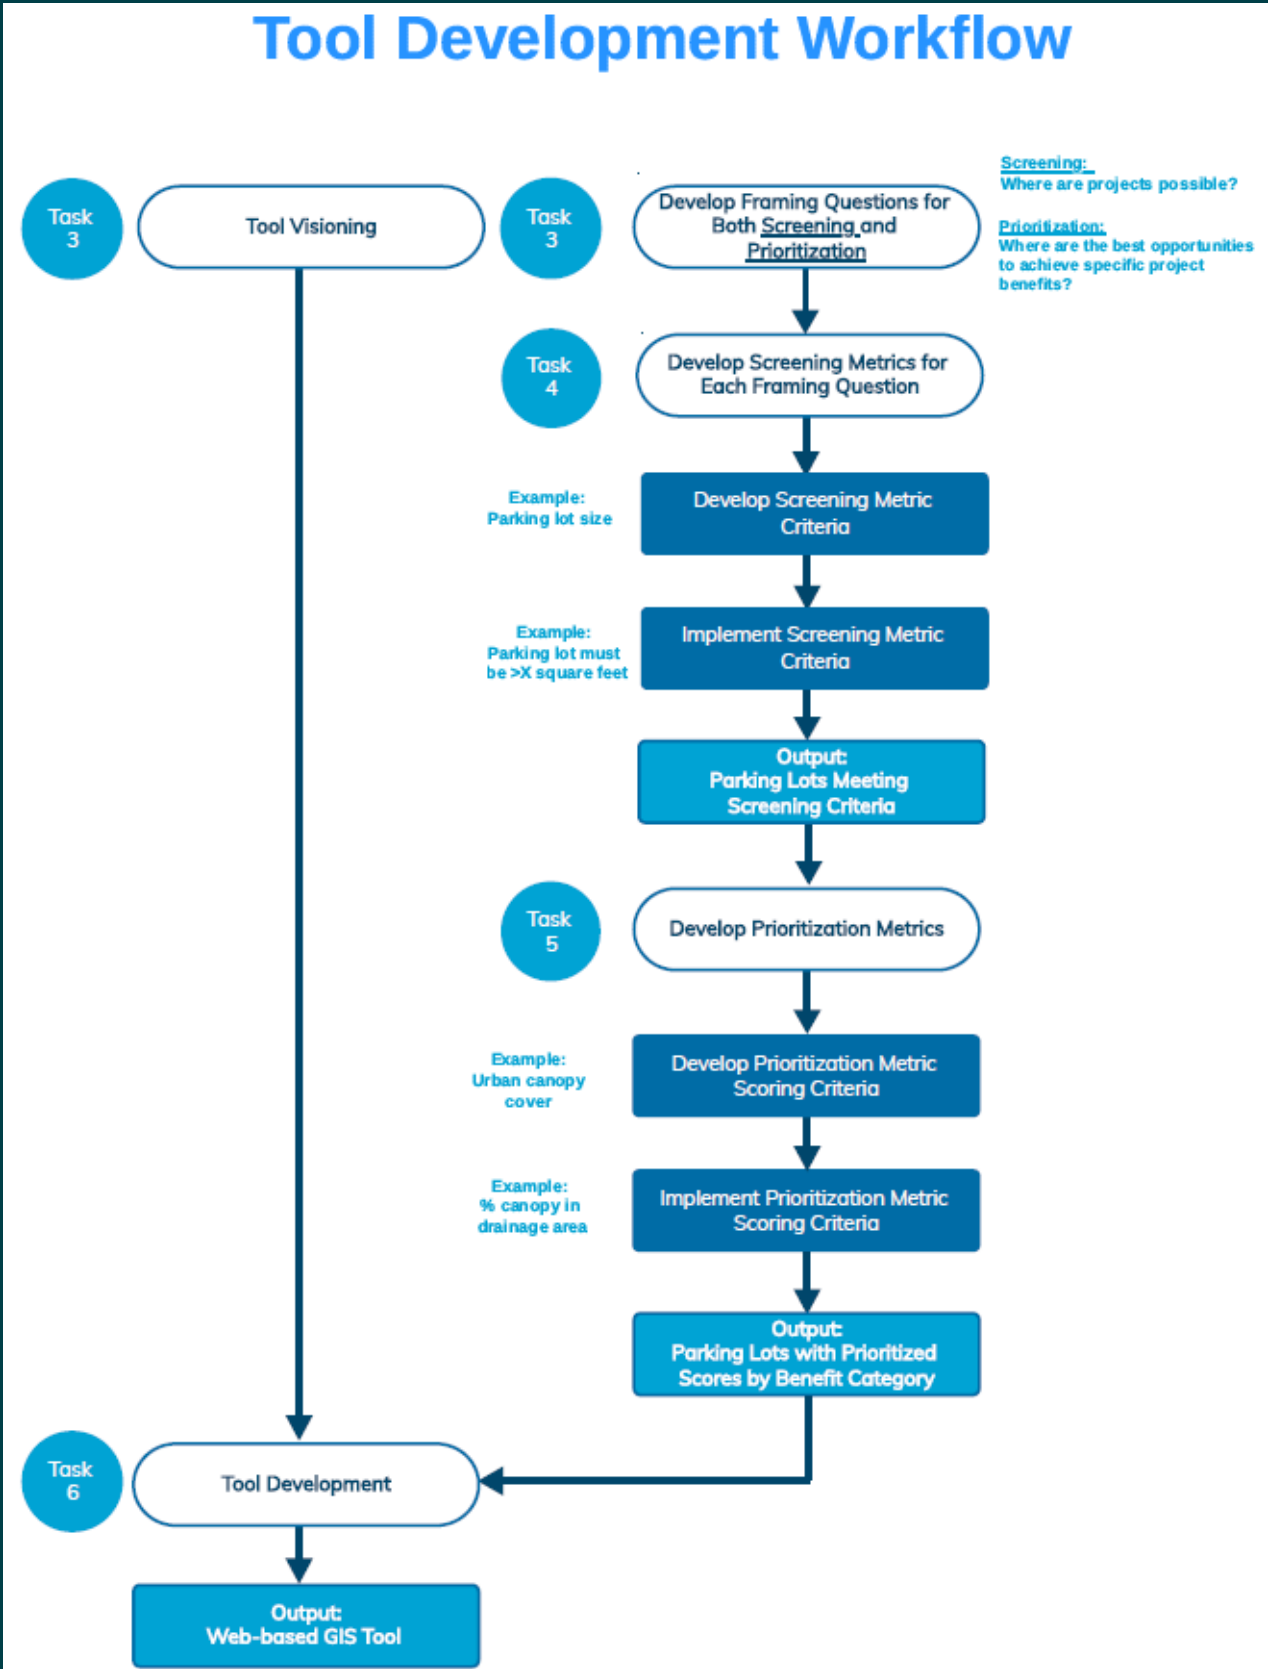 Tool Development Workflow
Task
3
Tool Visioning
Task
3
Develop Framing Questions for
Both Screening and
Prioritization
Screening:
Where are projects possible?
Prioritization:
Where are the best opportunities
to achieve specific project
benefits?
Task
4
Develop Screening Metrics for
Each Framing Question
Example:
Parking lot size
Develop Screening Metric
Criteria
Example:
Parking lot must
be >X square feet
Implement Screening Metric
Criteria
Output:
Parking Lots Meeting
Screening Criteria
Task
5
Develop Prioritization Metrics
Example:
Urban canopy
cover
Develop Prioritization Metric
Scoring Criteria
Example:
% canopy in
drainage area
Implement Prioritization Metric
Scoring Criteria
Output:
Parking Lots with Prioritized
Scores by Benefit Category
Task
6
Tool Development
Output:
Web-based GIS Tool